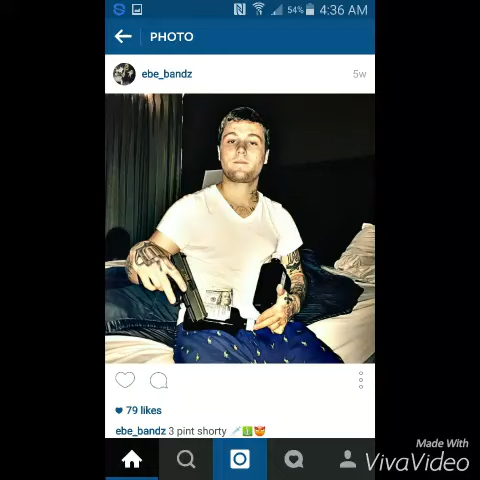 54% 4:36 AM
PHOTO
ebe_bandz 5w
79 likes
ebe_bandz 3 pint shorty
Made With
VivaVideo